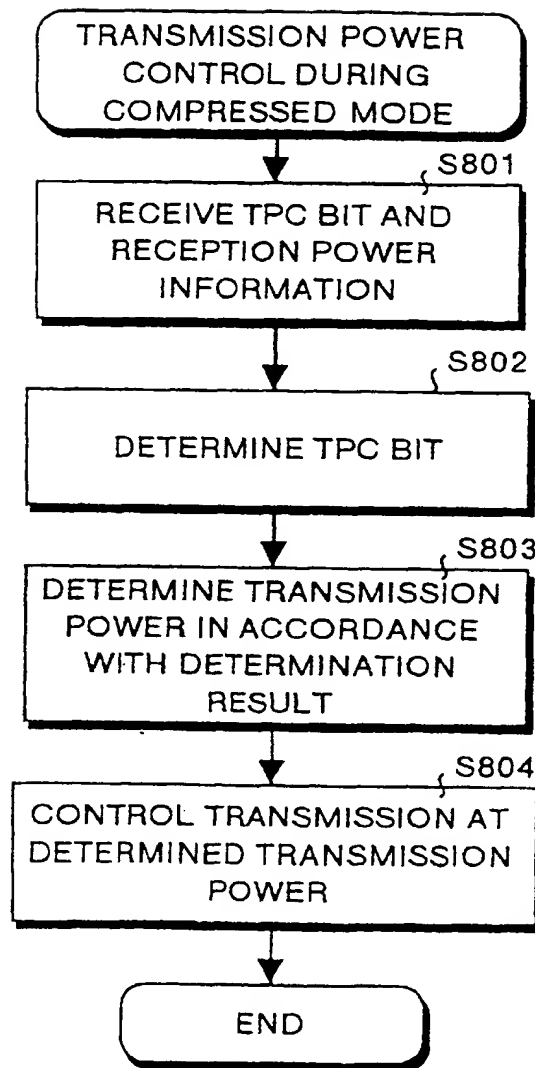 TRANSMISSION POWER
CONTROL DURING
COMPRESSED MODE
S801
RECEIVE TPC BIT AND
RECEPTION POWER
INFORMATION
S802
DETERMINE TPC BIT
S803
DETERMINE TRANSMISSION
POWER IN ACCORDANCE
WITH DETERMINATION
RESULT
S804
CONTROL TRANSMISSION AT
DETERMINED TRANSMISSION
POWER
END